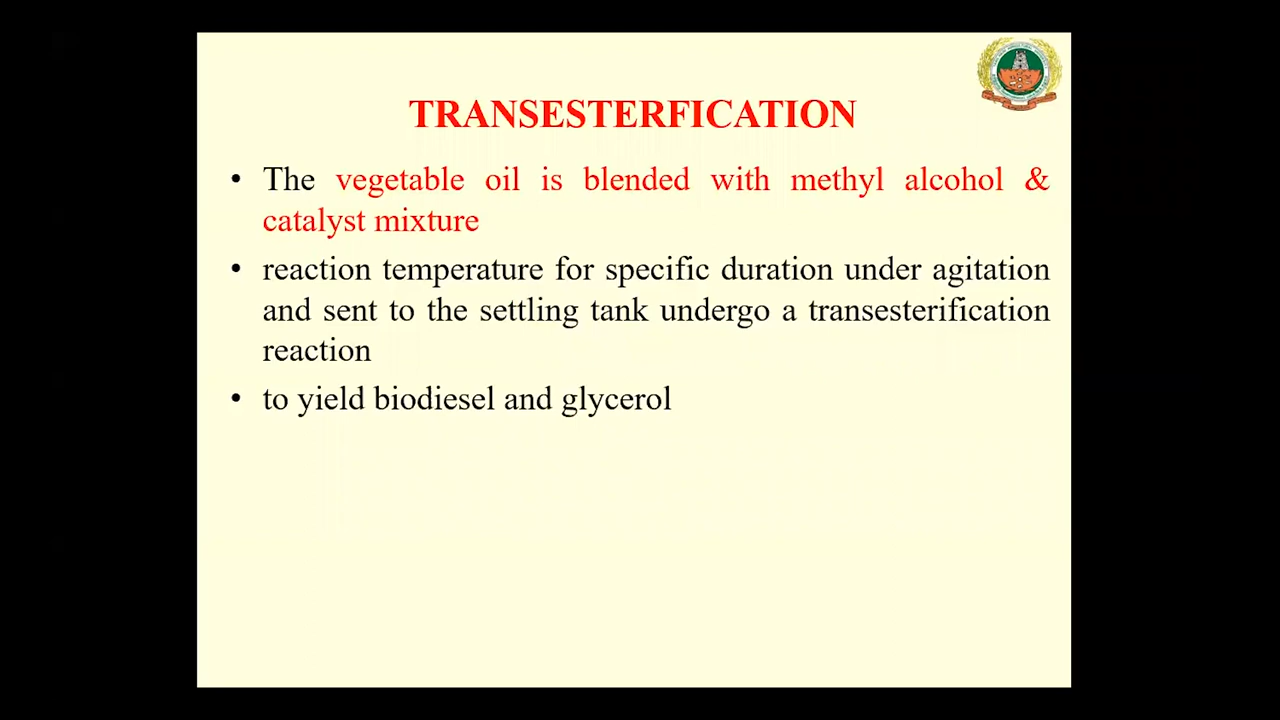 TRANSESTERFICATION
• The vegetable oil is blended with methyl alcohol &
catalyst mixture
• reaction temperature for specific duration under agitation
and sent to the settling tank undergo a transesterification
reaction
• to yield biodiesel and glycerol